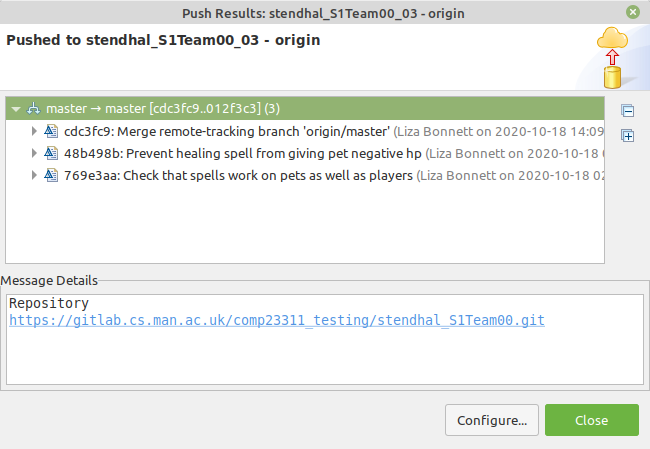 Push Results: stendhal_S1Team00_03 - origin
Pushed to stendhal_S1Team00_03 - origin
master → master [cdc3fc9..012f3c3] (3)
cdc3fc9: Merge remote-tracking branch 'origin/master' (Liza Bonnett on 2020-10-18 14:09
48b498b: Prevent healing spell from giving pet negative hp (Liza Bonnett on 2020-10-18 0
769e3aa: Check that spells work on pets as well as players (Liza Bonnett on 2020-10-18 02
Message Details
Repository
https://gitlab.cs.man.ac.uk/comp23311_testing/stendhal_S1Team00.git
Configure... Close